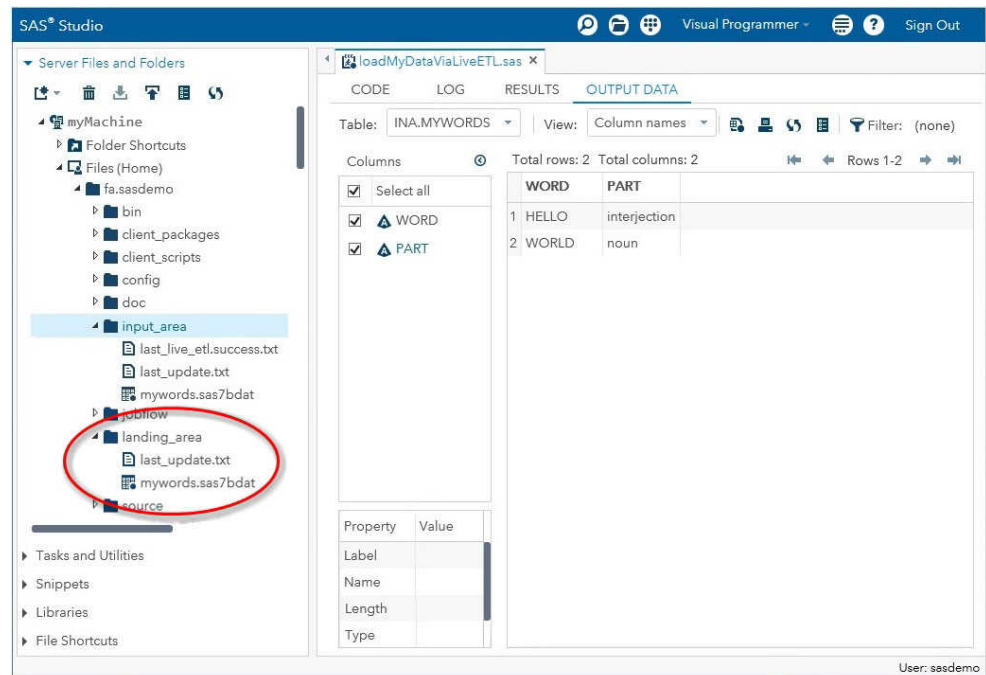 SAS® Studio
Visual Programmer
?
Sign Out
Server Files and Folders
myMachine
Folder Shortcuts
Files (Home)
fa.sasdemo
bin
client_packages
client_scripts
config
doc
input_area
last_live_etl.success.txt
last_update.txt
mywords.sas7bdat
jobflow
landing_area
last_update.txt
mywords.sas7bdat
source
Tasks and Utilities
Snippets
Libraries
File Shortcuts
loadMyDataViaLiveETL.sas ×
CODE LOG RESULTS OUTPUT DATA
Table: INA.MYWORDS View: Column names Filter: (none)
Columns
Select all
WORD
PART
Property Value
Label
Name
Length
Type
Total rows: 2 Total columns: 2 Rows 1-2
WORD PART
1 HELLO interjection
2 WORLD noun
User: sasdemo